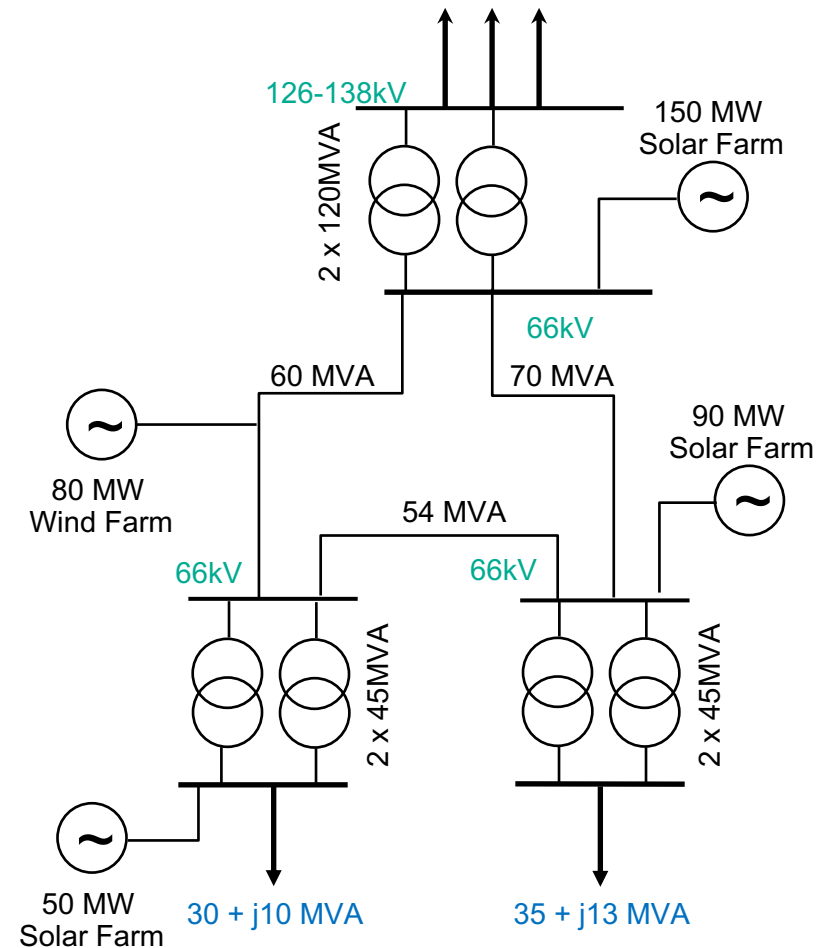 126-138kV
150 MW
Solar Farm
2 x 120MVA
66kV
60 MVA
70 MVA
90 MW
Solar Farm
80 MW
Wind Farm
54 MVA
66kV
66kV
2 x 45MVA
2 x 45MVA
50 MW
Solar Farm
30 + j10 MVA
35 + j13 MVA